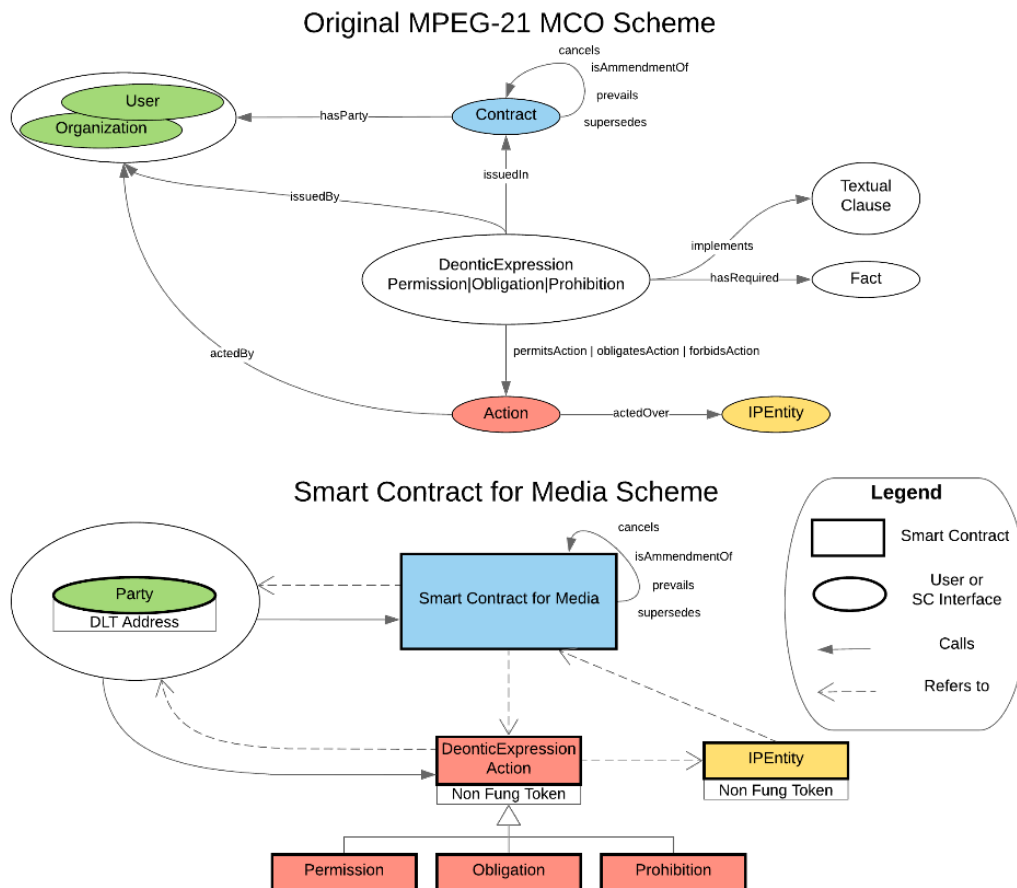 Original MPEG-21 MCO Scheme
cancels
isAmmendmentOf
prevails
supersedes
User
Organization
hasParty
Contract
issuedBy
issuedIn
Textual
Clause
implements
DeonticExpression
Permission|Obligation|Prohibition
hasRequired
Fact
permitsAction | obligatesAction | forbidsAction
actedBy
Action
actedOver
IPEntity
Smart Contract for Media Scheme
cancels
isAmmendmentOf
prevails
supersedes
Party
DLT Address
Smart Contract for Media
Legend
Smart Contract
User or
SC Interface
Calls
Refers to
DeonticExpression
Action
Non Fung Token
IPEntity
Non Fung Token
Permission
Obligation
Prohibition